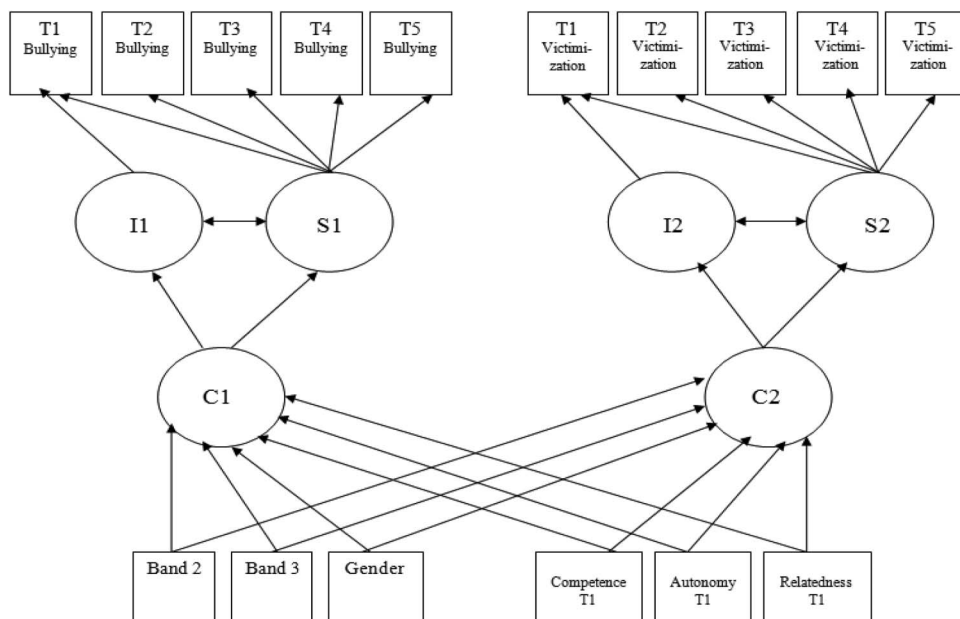 T1
Bullying
T2
Bullying
T3
Bullying
T4
Bullying
T5
Bullying
T1
Victimi-
zation
T2
Victimi-
zation
T3
Victimi-
zation
T4
Victimi-
zation
T5
Victimi-
zation
I1
S1
I2
S2
C1
C2
Band 2
Band 3
Gender
Competence
T1
Autonomy
T1
Relatedness
T1